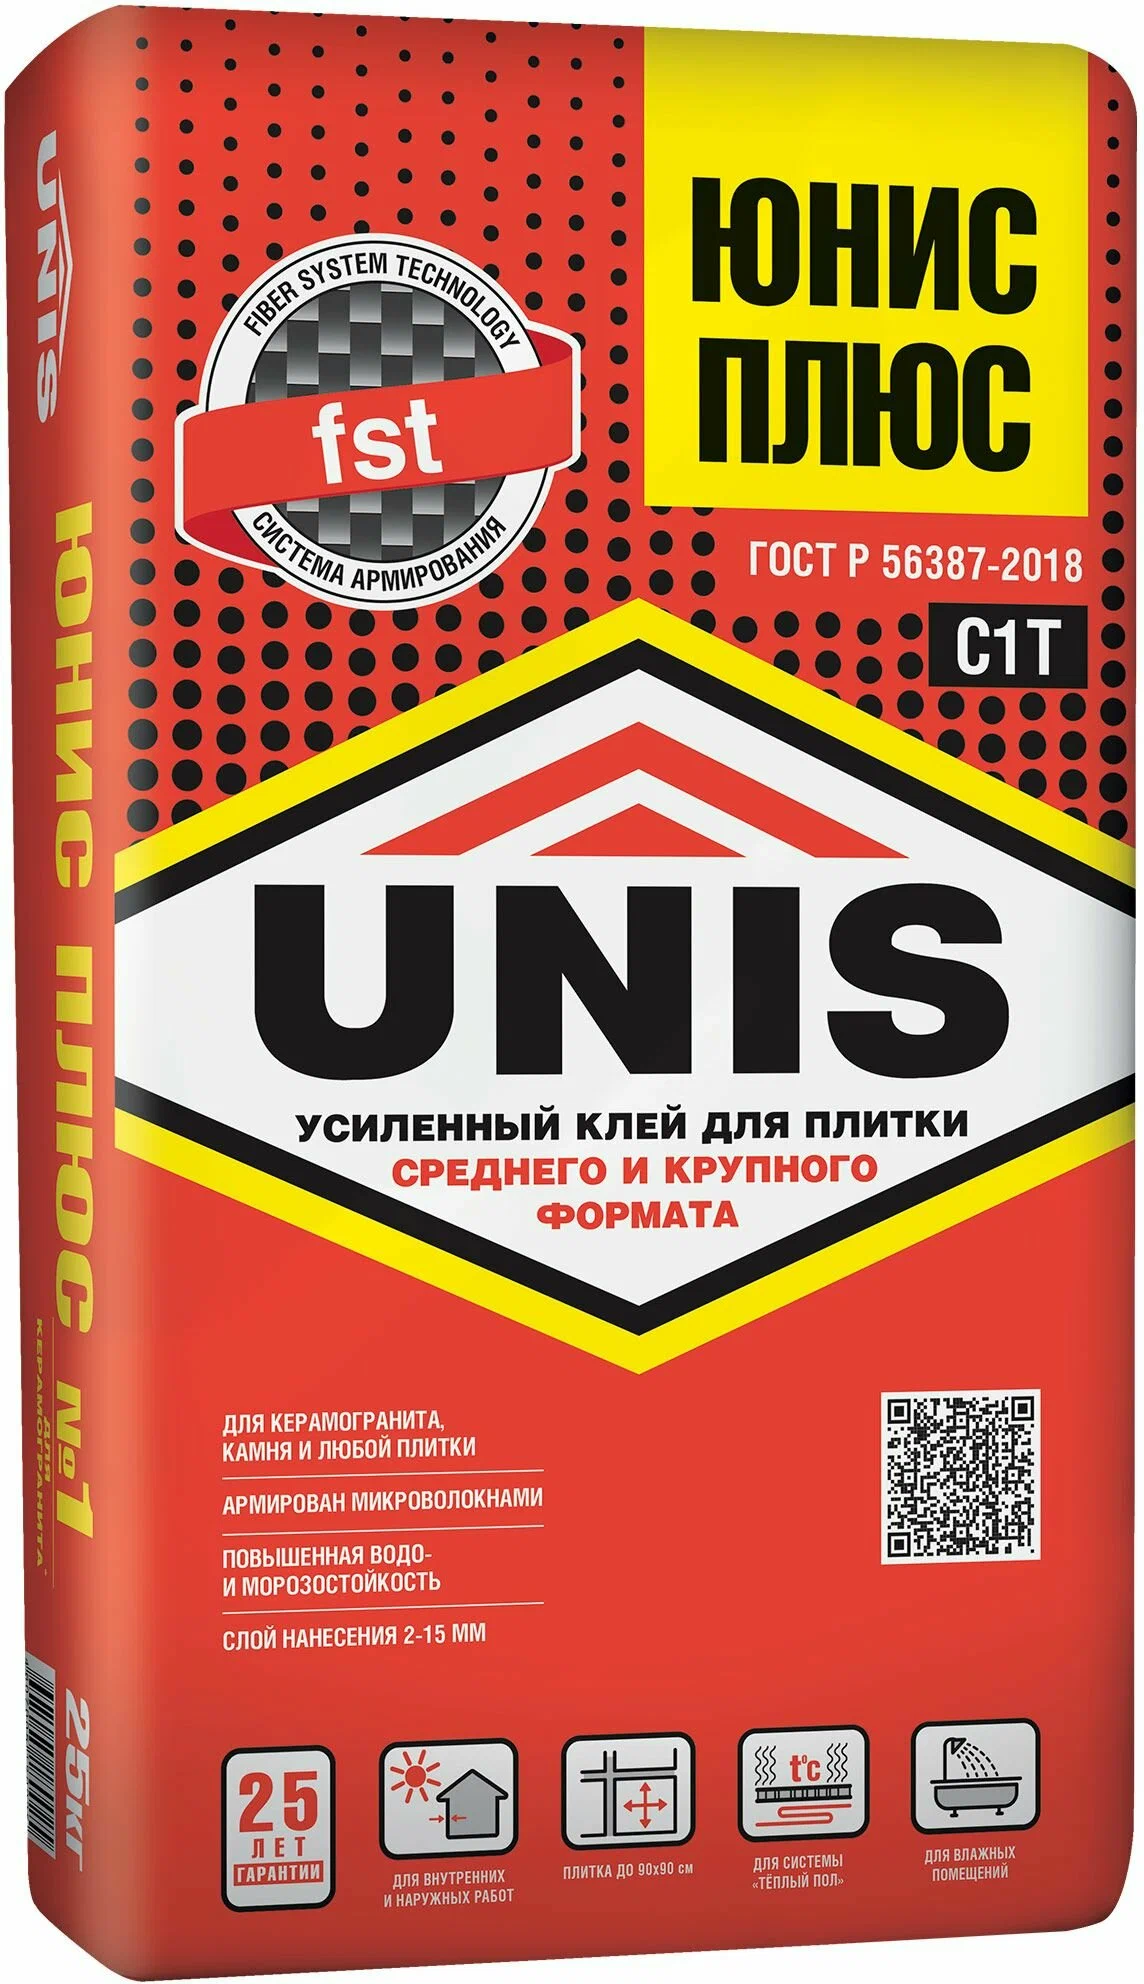 FIBER SYSTEM TECHNOLOGY
fst
СИСТЕМА АРМИРОВАНИЯ
ЮНИС
ПЛЮС
ГОСТ Р 56387-2018
С1Т
UNIS
УСИЛЕННЫЙ КЛЕЙ ДЛЯ ПЛИТКИ
СРЕДНЕГО И КРУПНОГО
ФОРМАТА
ДЛЯ КЕРАМОГРАНИТА,
КАМНЯ И ЛЮБОЙ ПЛИТКИ
АРМИРОВАН МИКРОВОЛОКНАМИ
ПОВЫШЕННАЯ ВОДО-
И МОРОЗОСТОЙКОСТЬ
СЛОЙ НАНЕСЕНИЯ 2-15 ММ
25
ЛЕТ
ГАРАНТИИ
ДЛЯ ВНУТРЕННИХ
И НАРУЖНЫХ РАБОТ
ПЛИТКА ДО 90х90 см
t°c
ДЛЯ СИСТЕМЫ
«ТЁПЛЫЙ ПОЛ»
ДЛЯ ВЛАЖНЫХ
ПОМЕЩЕНИЙ
UNIS
ЮНИС ПЛЮС №1
ДЛЯ
КЕРАМОГРАНИТА*
25кг